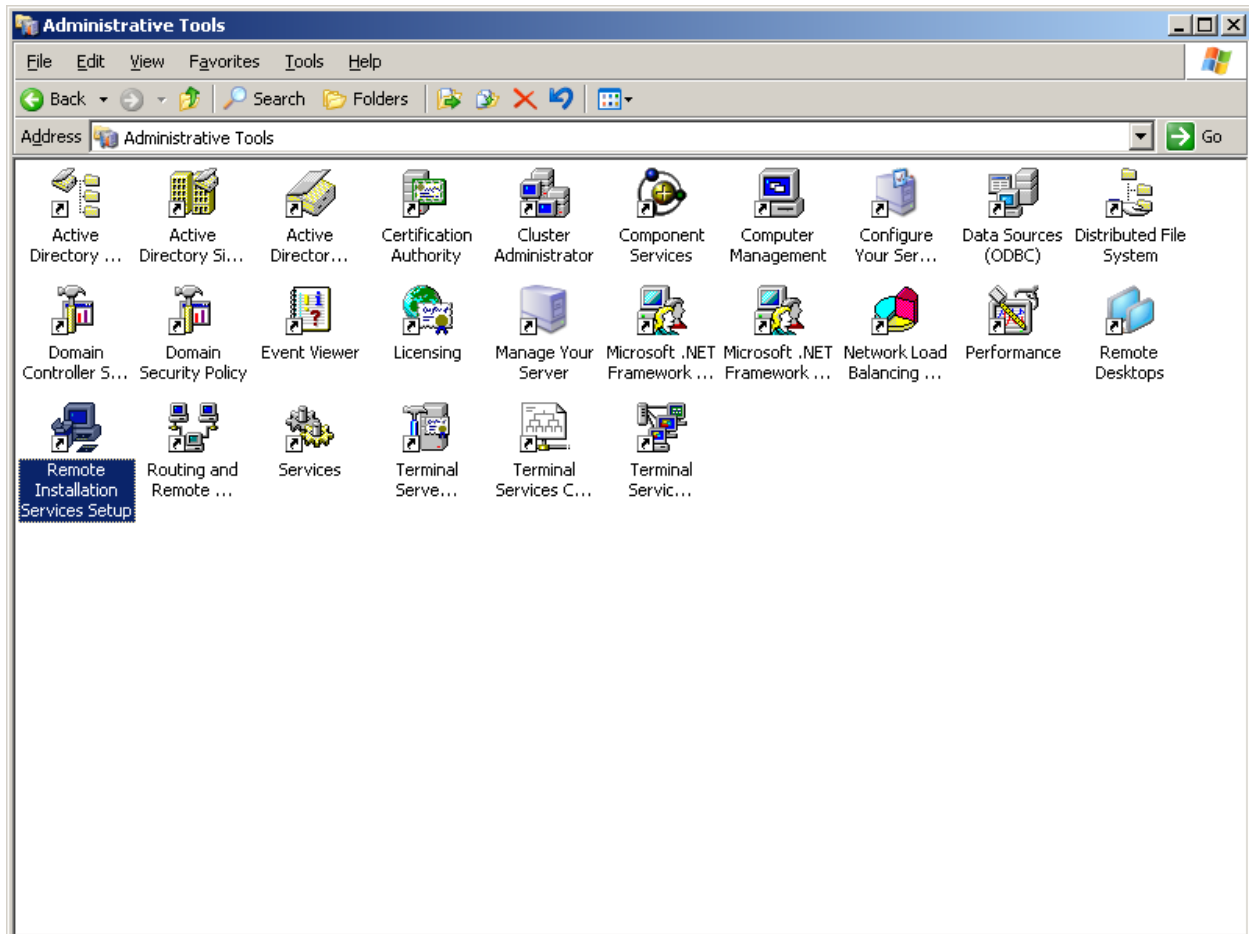 Administrative Tools
File Edit View Favorites Tools Help
Back Search Folders
Address Administrative Tools Go
Active Directory ...
Active Directory Si...
Active Director...
Certification Authority
Cluster Administrator
Component Services
Computer Management
Configure Your Ser...
Data Sources (ODBC)
Distributed File System
Domain Controller S...
Domain Security Policy
Event Viewer
Licensing
Manage Your Server
Microsoft .NET Framework ...
Microsoft .NET Framework ...
Network Load Balancing ...
Performance
Remote Desktops
Remote Installation Services Setup
Routing and Remote ...
Services
Terminal Serve...
Terminal Services C...
Terminal Servic...